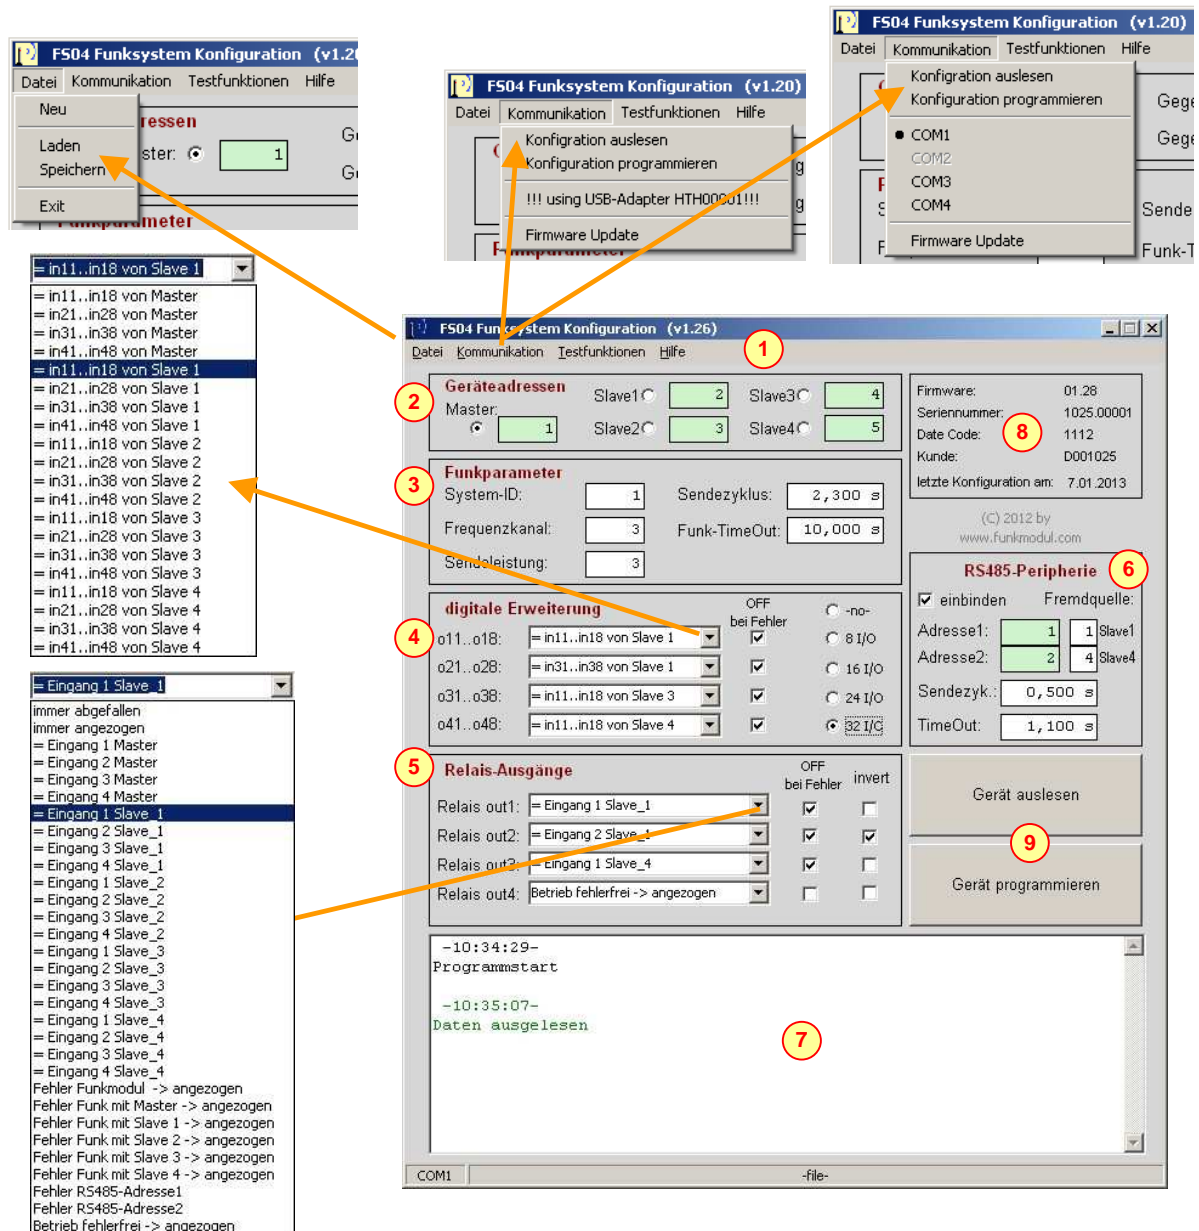 FS04 Funksystem Konfiguration (v1.20
Datei Kommunikation Testfunktionen Hilfe
Neu
Laden
Speichern
Exit
ressen
ster: 1
Funkparameter
FS04 Funksystem Konfiguration (v1.20)
Datei Kommunikation Testfunktionen Hilfe
Konfigration auslesen
Konfiguration programmieren
!!! using USB-Adapter HTH00001!!!
Firmware Update
Funkparameter
FS04 Funksystem Konfiguration (v1.20)
Datei Kommunikation Testfunktionen Hilfe
Konfigration auslesen
Konfiguration programmieren
COM1
COM2
COM3
COM4
Firmware Update
Gege
Gege
Sende
Funk-T
= in11..in18 von Slave 1
= in11..in18 von Master
= in21..in28 von Master
= in31..in38 von Master
= in41..in48 von Master
= in11..in18 von Slave 1
= in21..in28 von Slave 1
= in31..in38 von Slave 1
= in41..in48 von Slave 1
= in11..in18 von Slave 2
= in21..in28 von Slave 2
= in31..in38 von Slave 2
= in41..in48 von Slave 2
= in11..in18 von Slave 3
= in21..in28 von Slave 3
= in31..in38 von Slave 3
= in41..in48 von Slave 3
= in11..in18 von Slave 4
= in21..in28 von Slave 4
= in31..in38 von Slave 4
= in41..in48 von Slave 4
= Eingang 1 Slave_1
immer abgefallen
immer angezogen
= Eingang 1 Master
= Eingang 2 Master
= Eingang 3 Master
= Eingang 4 Master
= Eingang 1 Slave_1
= Eingang 2 Slave_1
= Eingang 3 Slave_1
= Eingang 4 Slave_1
= Eingang 1 Slave_2
= Eingang 2 Slave_2
= Eingang 3 Slave_2
= Eingang 4 Slave_2
= Eingang 1 Slave_3
= Eingang 2 Slave_3
= Eingang 3 Slave_3
= Eingang 4 Slave_3
= Eingang 1 Slave_4
= Eingang 2 Slave_4
= Eingang 3 Slave_4
= Eingang 4 Slave_4
Fehler Funkmodul -> angezogen
Fehler Funk mit Master -> angezogen
Fehler Funk mit Slave 1 -> angezogen
Fehler Funk mit Slave 2 -> angezogen
Fehler Funk mit Slave 3 -> angezogen
Fehler Funk mit Slave 4 -> angezogen
Fehler RS485-Adresse1
Fehler RS485-Adresse2
Betrieb fehlerfrei -> angezogen
FS04 Funksystem Konfiguration (v1.26)
Datei Kommunikation Testfunktionen Hilfe
1
2
Geräteadressen
Master: 1
Slave1 2 Slave3 4
Slave2 3 Slave4 5
3
Funkparameter
System-ID: 1 Sendezyklus: 2,300 s
Frequenzkanal: 3 Funk-TimeOut: 10,000 s
Sendeleistung: 3
4
digitale Erweiterung OFF bei Fehler
o11..o18: = in11..in18 von Slave 1
o21..o28: = in31..in38 von Slave 1
o31..o38: = in11..in18 von Slave 3
o41..o48: = in11..in18 von Slave 4
-no-
8 I/O
16 I/O
24 I/O
32 I/O
5
Relais-Ausgänge OFF bei Fehler invert
Relais out1: = Eingang 1 Slave_1
Relais out2: = Eingang 2 Slave_1
Relais out3: = Eingang 1 Slave_4
Relais out4: Betrieb fehlerfrei -> angezogen
Firmware: 01.28
Seriennummer: 1025.00001
Date Code: 1112
Kunde: D001025
letzte Konfiguration am: 7.01.2013
8
(C) 2012 by
www.funkmodul.com
RS485-Peripherie
6
einbinden Fremdquelle:
Adresse1: 1 1 Slave1
Adresse2: 2 4 Slave4
Sendezyk.: 0,500 s
TimeOut: 1,100 s
Gerät auslesen
9
Gerät programmieren
-10:34:29-
Programmstart
-10:35:07-
Daten ausgelesen
7
COM1 -file-